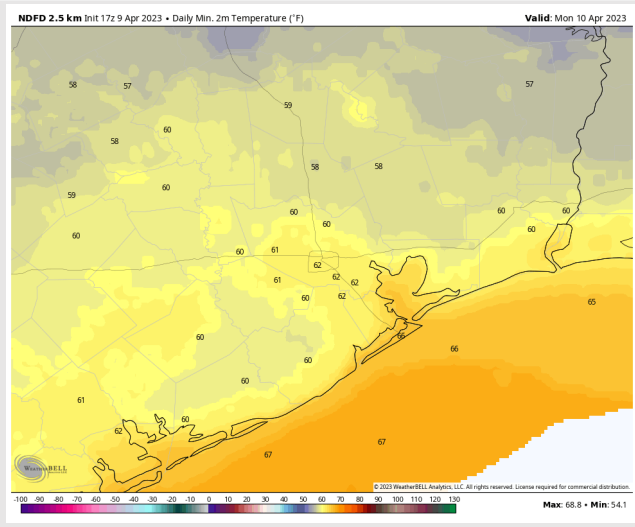 NDFD 2.5 km Init 17z 9 Apr 2023 • Daily Min. 2m Temperature (°F) Valid: Mon 10 Apr 2023
58 57 57
59
60
58
58 58
60
59
60 60 60
60 60
60
60 61
62
61 62 62
60 62 65
60 66
66
60
60
61
60
62
67
67
WEATHERBELL
© 2023 WeatherBELL Analytics, LLC. All rights reserved. License required for commercial distribution.
-100 -90 -80 -70 -60 -50 -40 -30 -20 -10 0 10 20 30 40 50 60 70 80 90 100 110 120 130
Max: 68.8 • Min: 54.1